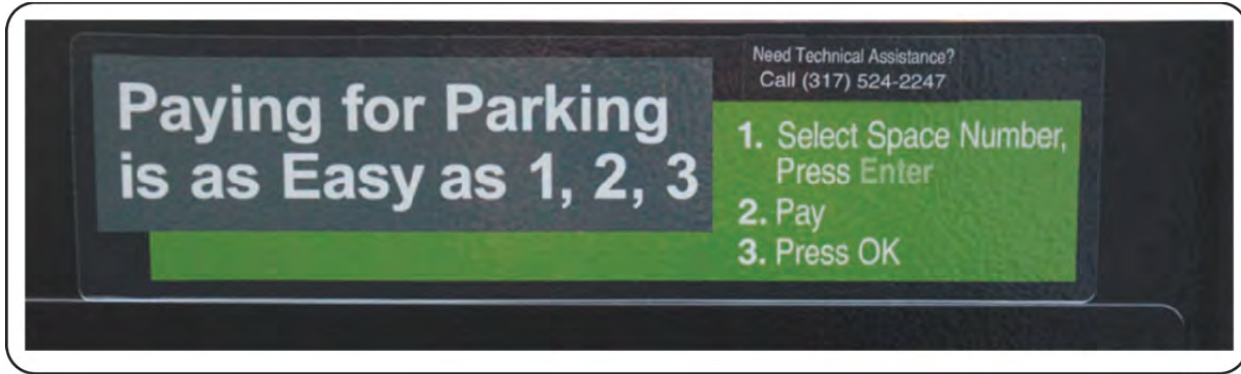 Paying for Parking
is as Easy as 1, 2, 3
Need Technical Assistance?
Call (317) 524-2247
1. Select Space Number,
Press Enter
2. Pay
3. Press OK